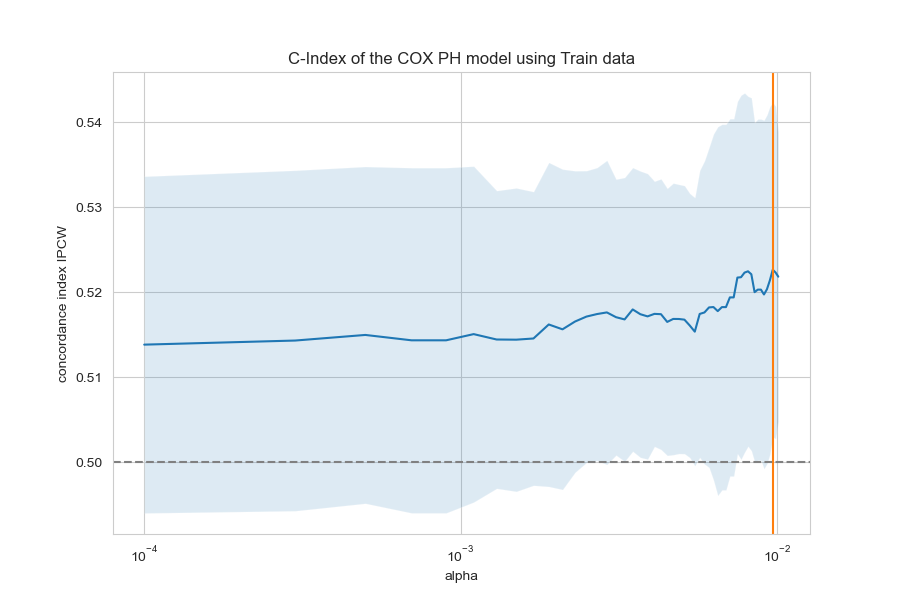 C-Index of the COX PH model using Train data
concordance index IPCW
0.54
0.53
0.52
0.51
0.50
10⁻⁴
10⁻³
10⁻²
alpha